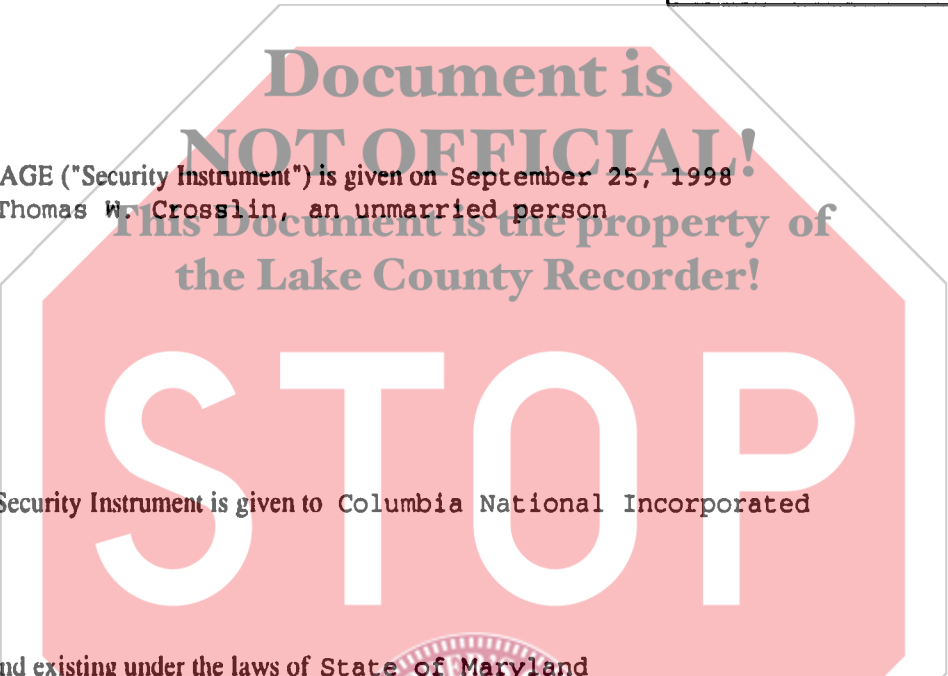 Document is
NOT OFFICIAL!
AGE ("Security Instrument") is given on September 25, 1998
Thomas W. Crosslin, an unmarried person
This Document is the property of
the Lake County Recorder!
STOP
Security Instrument is given to Columbia National Incorporated
nd existing under the laws of State of Maryland